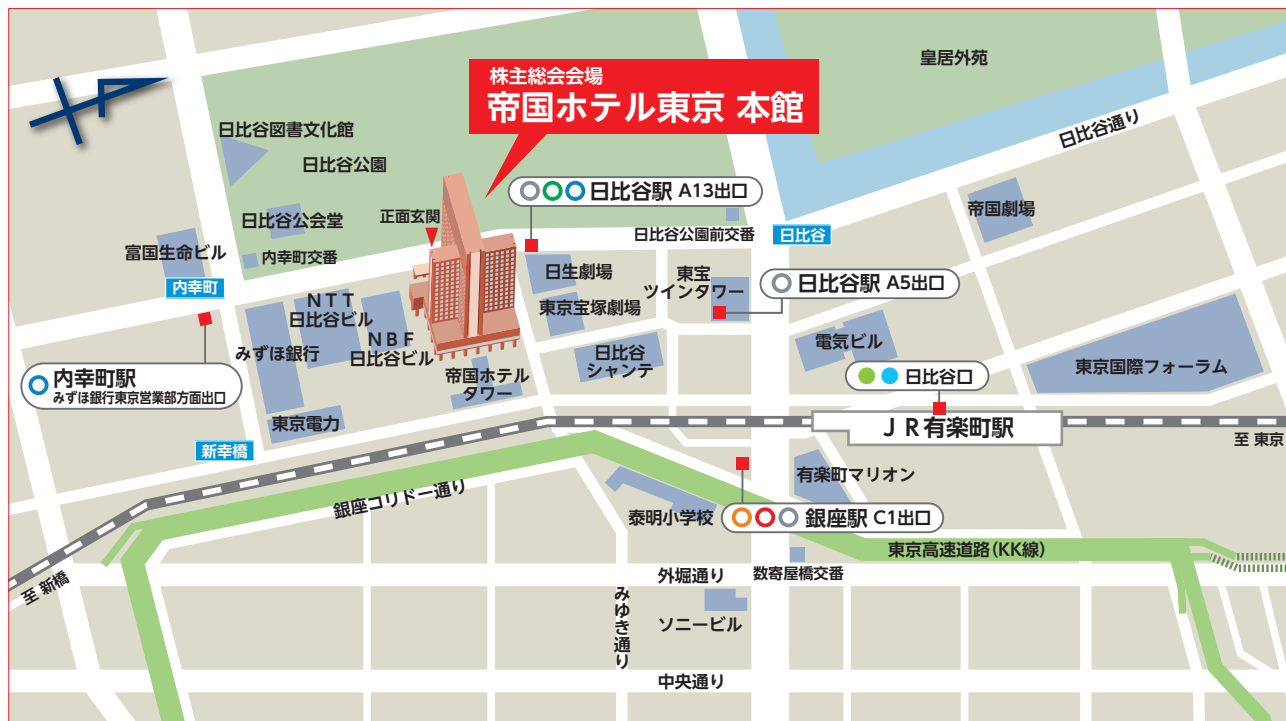 株主総会会場
帝国ホテル東京 本館
皇居外苑
日比谷通り
日比谷図書文化館
日比谷公園
日比谷駅 A13出口
帝国劇場
日比谷公会堂
正面玄関
日比谷公園前交番
日比谷
富国生命ビル
内幸町交番
内幸町
日生劇場
東宝
ツインタワー
日比谷駅 A5出口
NTT
日比谷ビル
東京宝塚劇場
NBF
日比谷ビル
みずほ銀行
日比谷
シャンテ
電気ビル
東京国際フォーラム
内幸町駅
みずほ銀行東京営業部方面出口
帝国ホテル
タワー
日比谷口
東京電力
JR有楽町駅
至 東京
新幸橋
有楽町マリオン
銀座コリドー通り
泰明小学校
銀座駅 C1出口
東京高速道路(KK線)
至 新橋
外堀通り
数寄屋橋交番
みゆき通り
ソニービル
中央通り